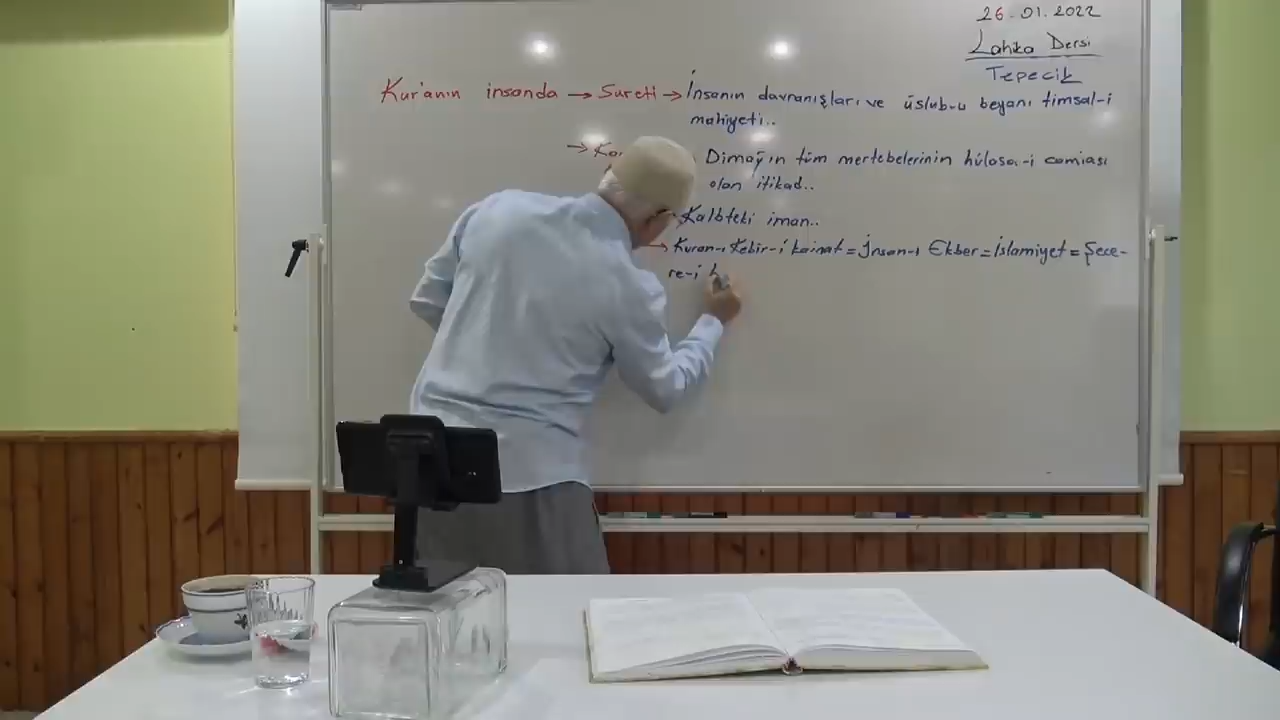 26.01.2022
Lahika Dersi
Tepecik
Kur'anın insanda → Sureti → İnsanın davranışları ve üslub-u beyanı timsal-i
mahiyeti..
Dimağın tüm mertebelerinin hülasa-i camiası
olan itikad..
Kalbteki iman..
→ Kuran-ı Kebir-i kainat = İnsan-ı Ekber = İslamiyet = Şece-
re-i